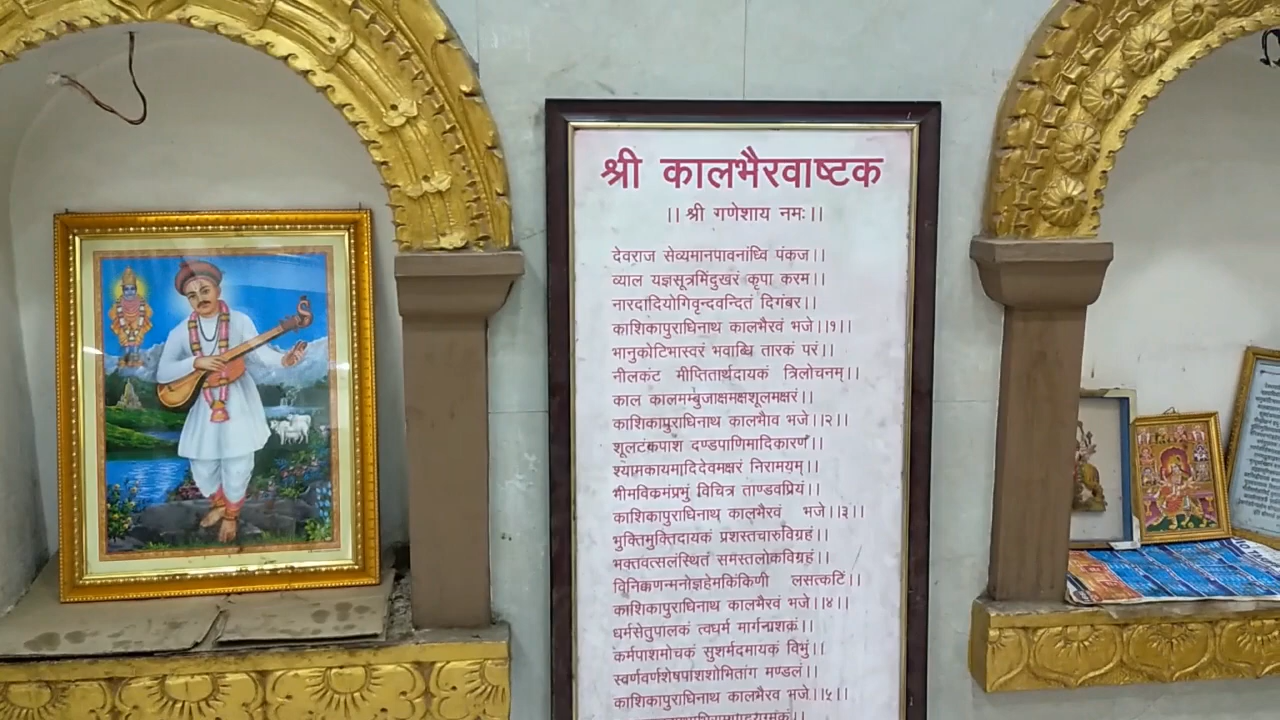 श्री कालभैरवाष्टक
।। श्री गणेशाय नमः।।
देवराज सेव्यमानपावनांध्वि पंकज।।
व्याल यज्ञसूत्रमिंदुखरं कृपा करम।।
नारदादियोगिवृन्दवन्दितं दिगंबर।।
काशिकापुराधिनाथ कालभैरवं भजे।।१।।
भानुकोटिभास्वरं भवाब्धि तारकं परं।।
नीलकंट मीप्तितार्थदायकं त्रिलोचनम्।।
काल कालमम्बुजाक्षमक्षशूलमक्षरं।।
काशिकापुराधिनाथ कालभैाव भजे।।२।।
शूलटंकपाश दण्डपाणिमादिकारणँ।।
श्यामकायमादिदेवमक्षरं निरामयम्।।
भीमविकमंप्रभुं विचित्र ताण्डवप्रियं।।
काशिकापुराधिनाथ कालभैरवं भजे।।३।।
भुक्तिमुक्तिदायकं प्रशस्तचारुविग्रहं।।
भक्तवत्सलंस्थितं समस्तलोकविग्रहं।।
विनिक्कणन्मनोज्ञहेमकिंकिणी लसत्कटिं।।
काशिकापुराधिनाथ कालभैरवं भजे।।४।।
धर्मसेतुपालकं त्वधर्म
कर्मपाशमोचकं सुशर्मदमायकं विभुं।।
स्वर्णवर्णशेषपाशशोभितांग मण्डलं।।
काशिकापुराधिनाथ कालभैरव भजे।।५।।